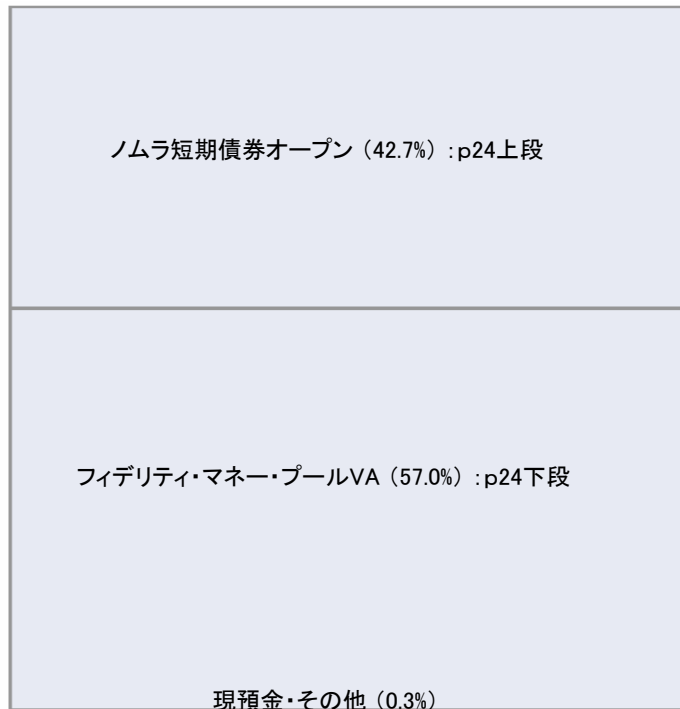 ノムラ短期債券オープン (42.7%) :p24上段
フィデリティ・マネー・プールVA (57.0%) :p24下段
現預金・その他 (0.3%)